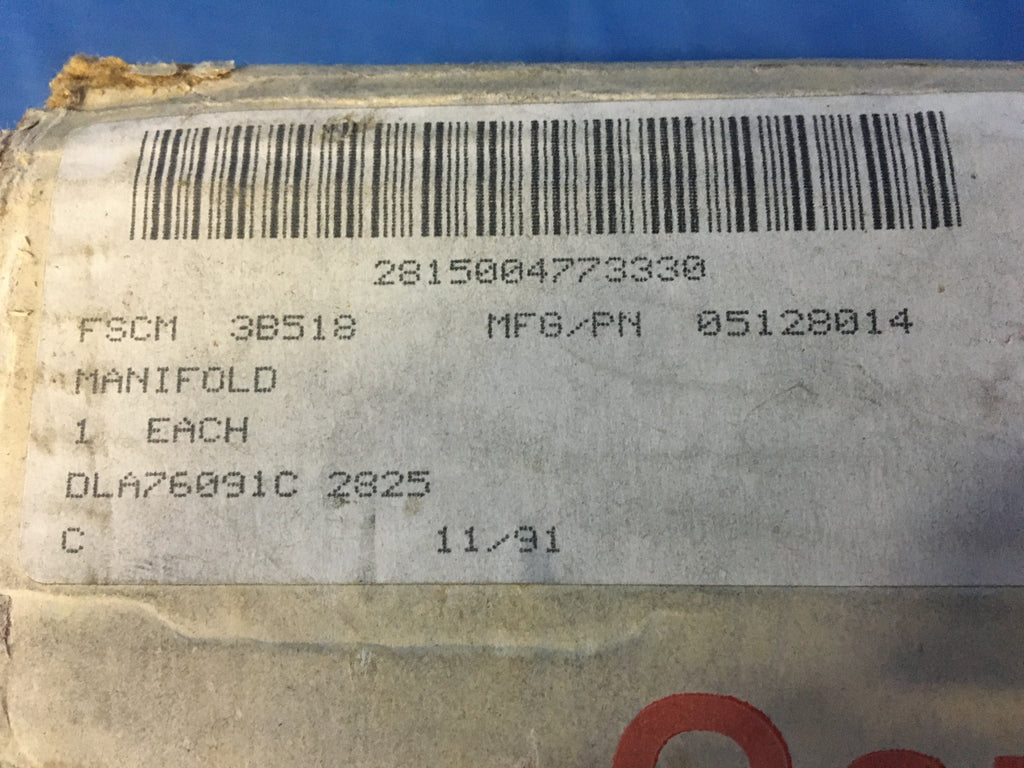 2815004773330
FSCM 3B518 MFG/PN 05128014
MANIFOLD
1 EACH
DLA76091C 2825
C 11/91